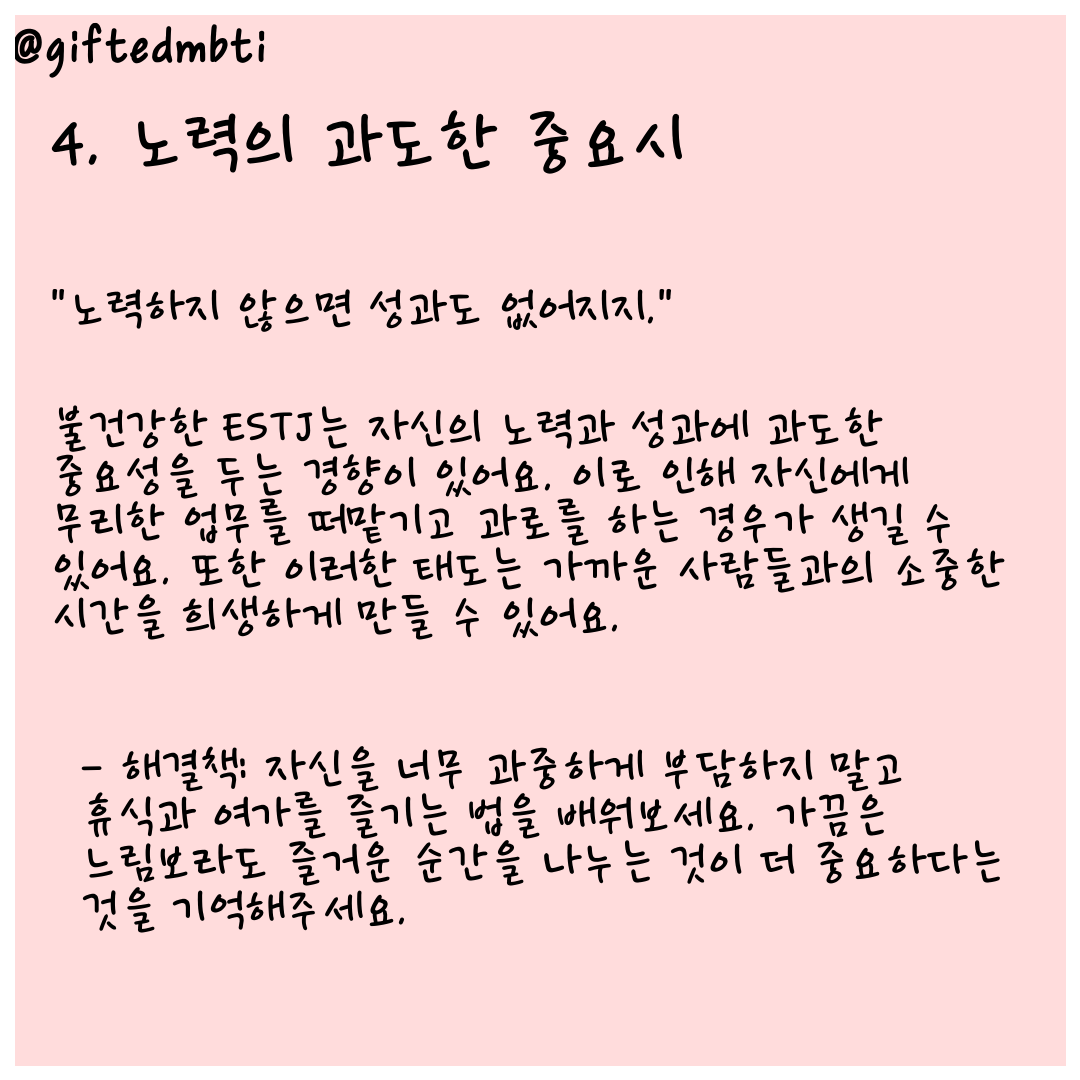 @giftedmbti
4. 노력의 과도한 중요시
"노력하지 않으면 성과도 없어지지."
불건강한 ESTJ는 자신의 노력과 성과에 과도한
중요성을 두는 경향이 있어요. 이로 인해 자신에게
무리한 업무를 떠맡기고 과로를 하는 경우가 생길 수
있어요. 또한 이러한 태도는 가까운 사람들과의 소중한
시간을 희생하게 만들 수 있어요.
- 해결책: 자신을 너무 과중하게 부담하지 말고
휴식과 여가를 즐기는 법을 배워보세요. 가끔은
느림보라도 즐거운 순간을 나누는 것이 더 중요하다는
것을 기억해주세요.